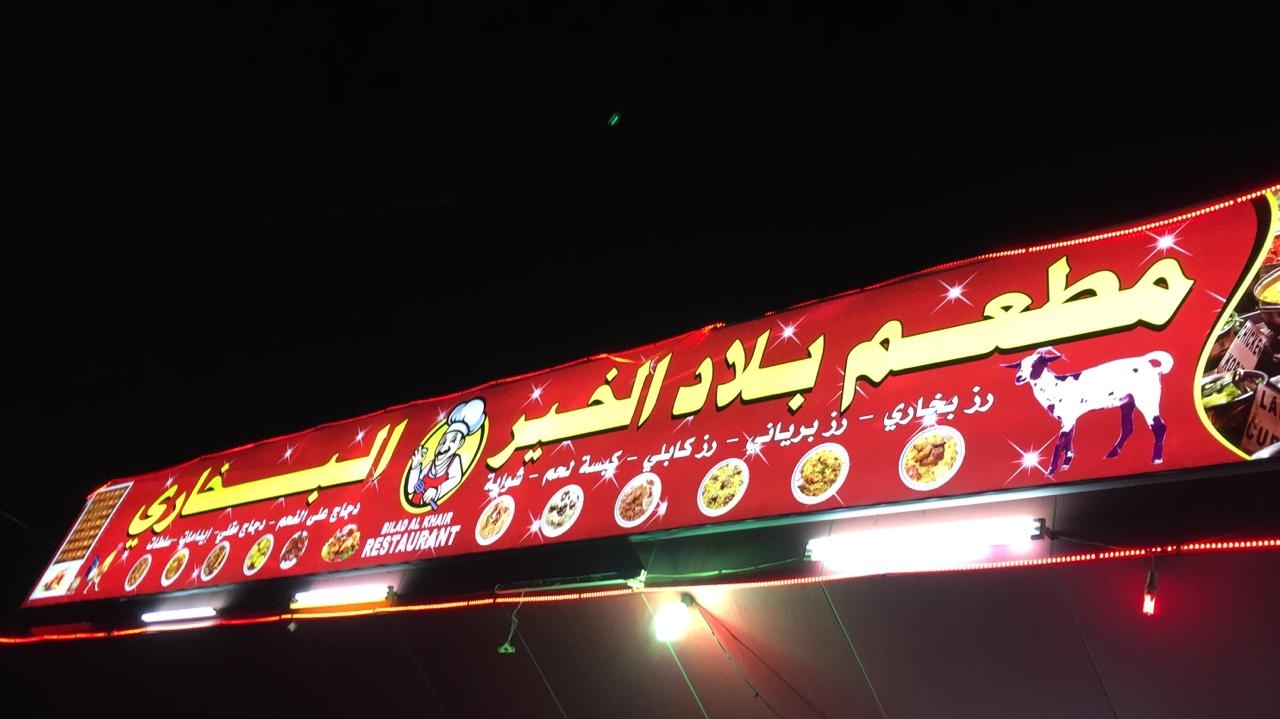 مطعم بلاد الخير البخاري
رز بخاري - رز برياني - رز كابلي - كبسة لحم - شواية
دجاج على الفحم - دجاج مقلي - إيدامات - سلطات
BILAD AL KHAIR
RESTAURANT
CHICKEN